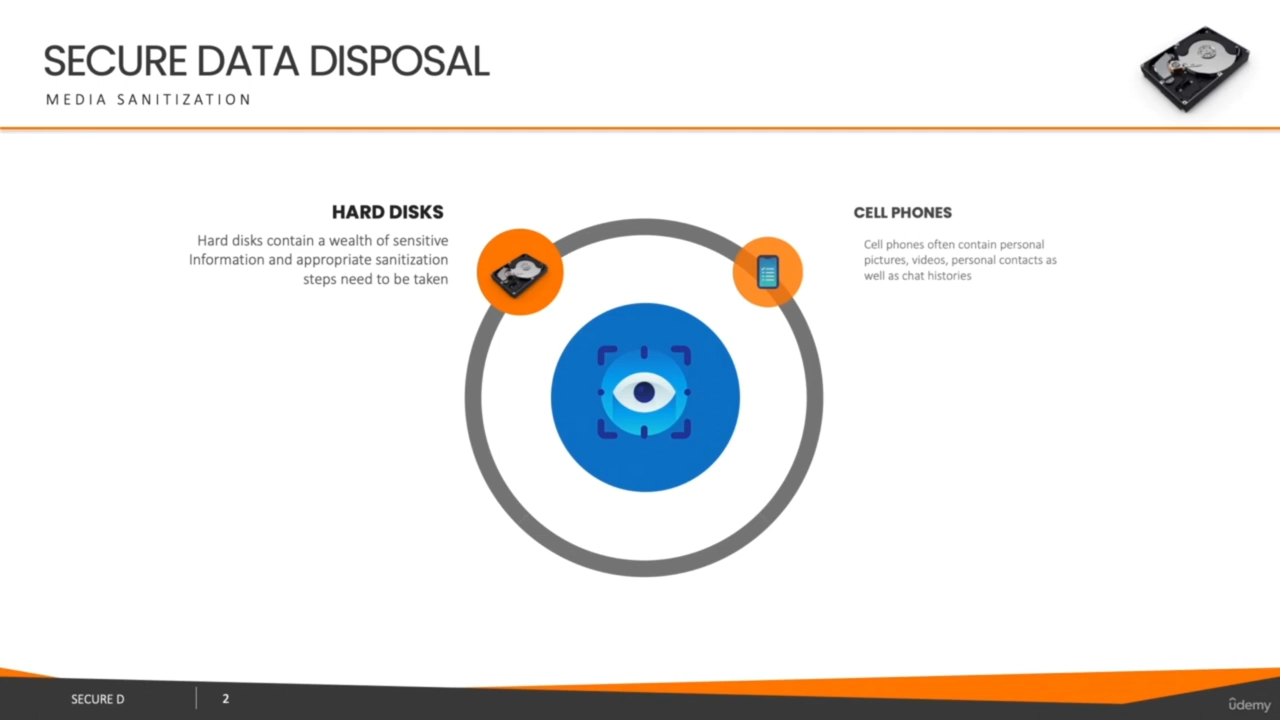 SECURE DATA DISPOSAL
MEDIA SANITIZATION
HARD DISKS
Hard disks contain a wealth of sensitive
Information and appropriate sanitization
steps need to be taken
CELL PHONES
Cell phones often contain personal
pictures, videos, personal contacts as
well as chat histories
SECURE D
2
ûdemy